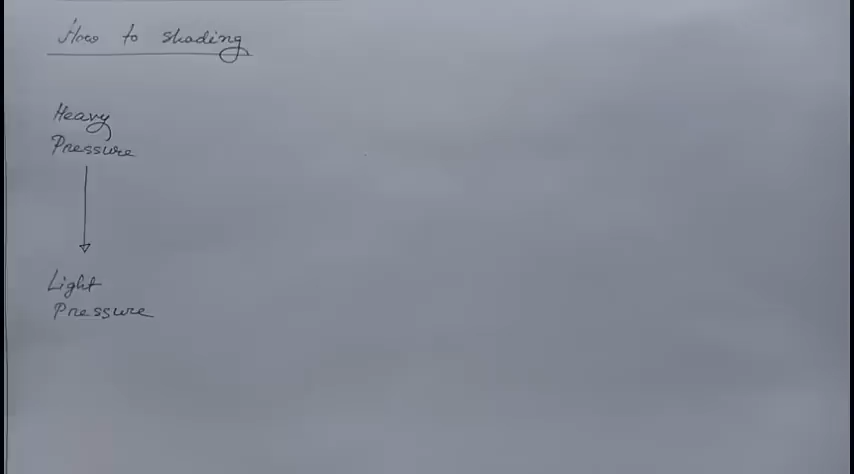 How to shading
Heavy
Pressure
Light
Pressure